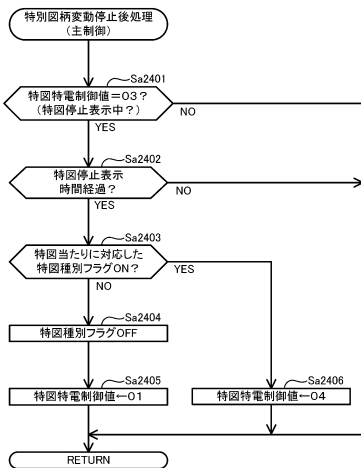 特別図柄変動停止後処理
(主制御)
Sa2401
特図特電制御値=03?
(特図停止表示中?)
NO
YES
Sa2402
特図停止表示
時間経過?
NO
YES
Sa2403
特図当たりに対応した
特図種別フラグON?
YES
NO
Sa2404
特図種別フラグOFF
Sa2405
特図特電制御値←01
Sa2406
特図特電制御値←04
RETURN